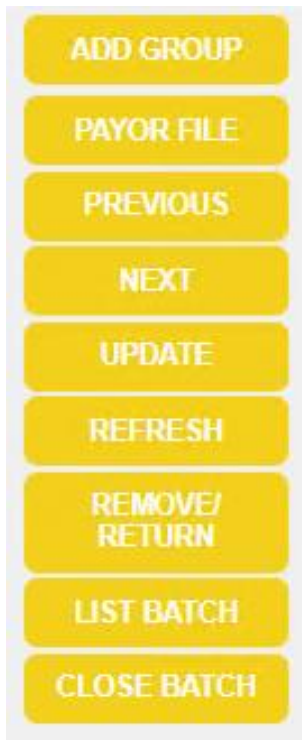 ADD GROUP
PAYOR FILE
PREVIOUS
NEXT
UPDATE
REFRESH
REMOVE/
RETURN
LIST BATCH
CLOSE BATCH